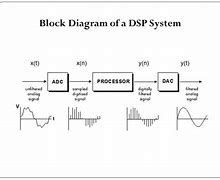 Block Diagram of a DSP System
x(t) x(n) y(n) y(t)
ADC PROCESSOR DAC
unfiltered analog signal
sampled digitized signal
digitally filtered signal
filtered analog signal
t